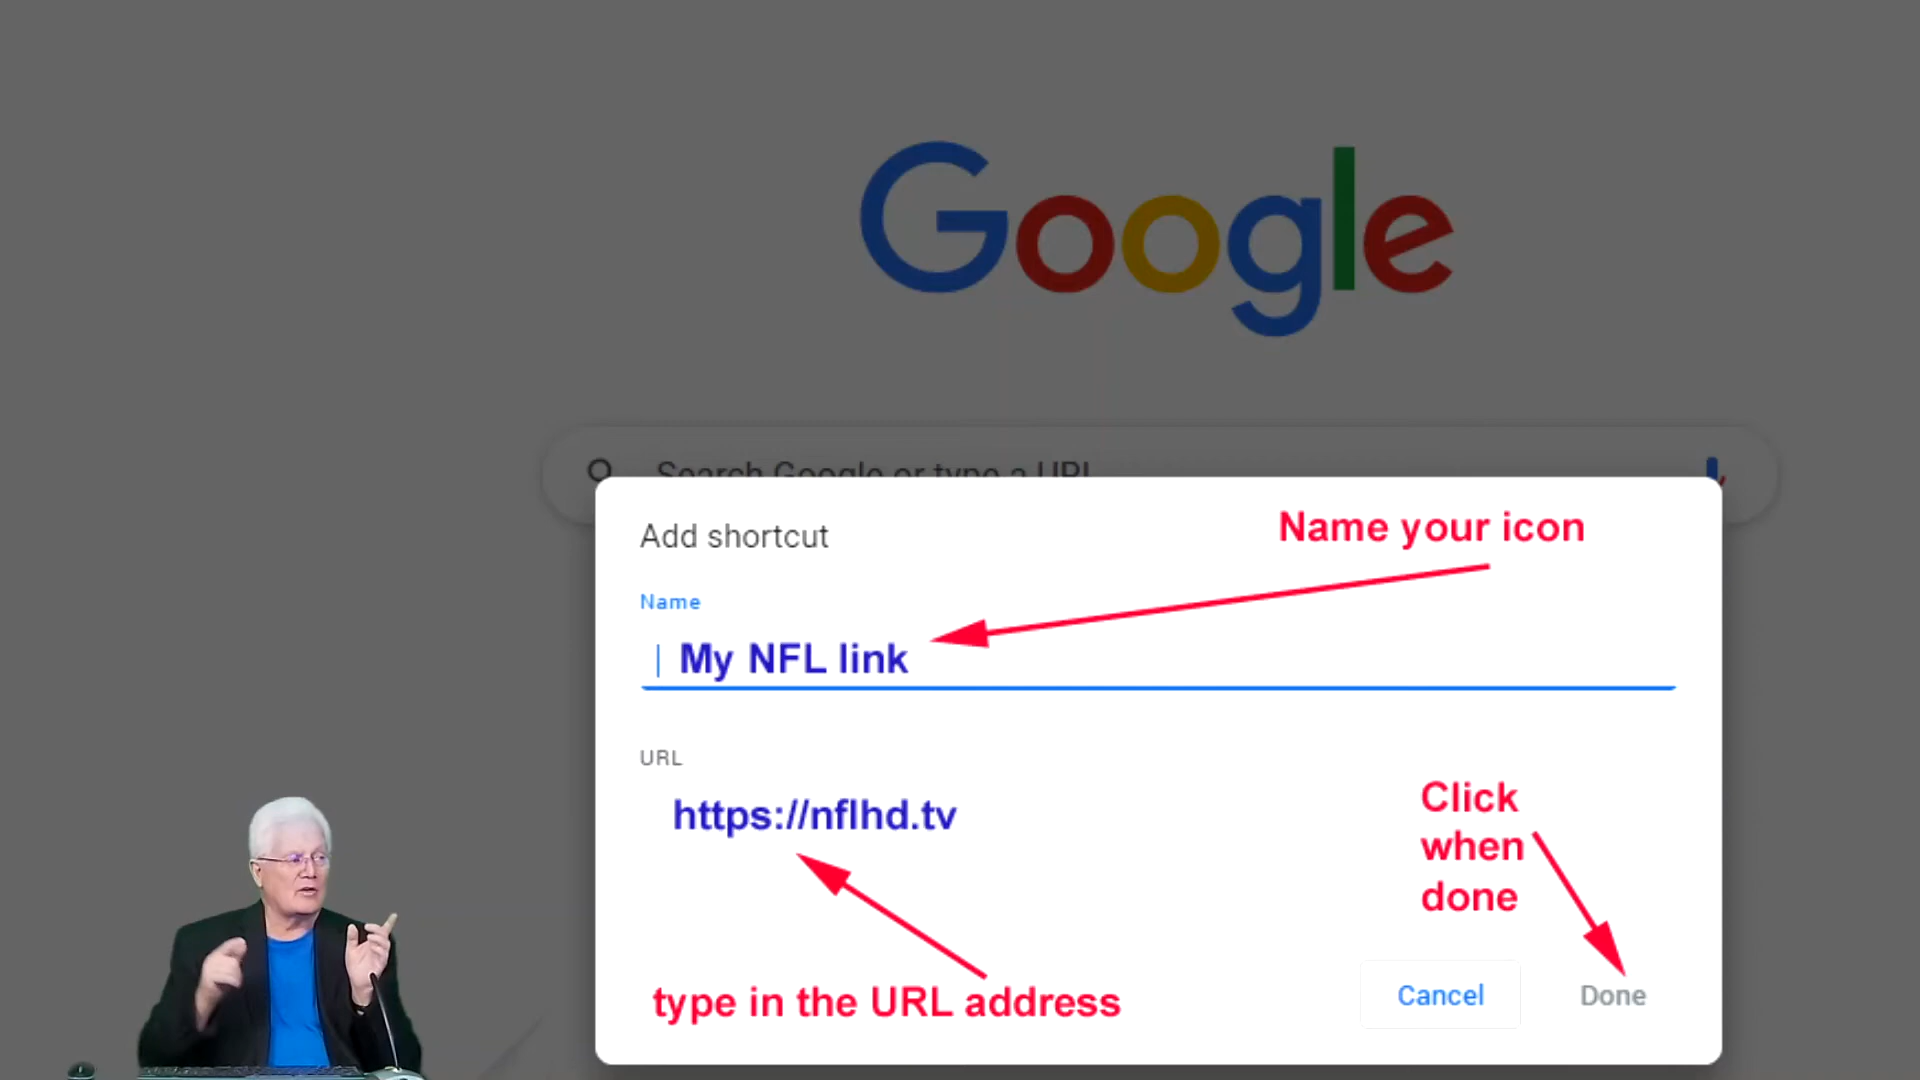 Google
Search Google or type a URL
Add shortcut
Name your icon
Name
My NFL link
URL
https://nflhd.tv
Click
when
done
type in the URL address
Cancel
Done